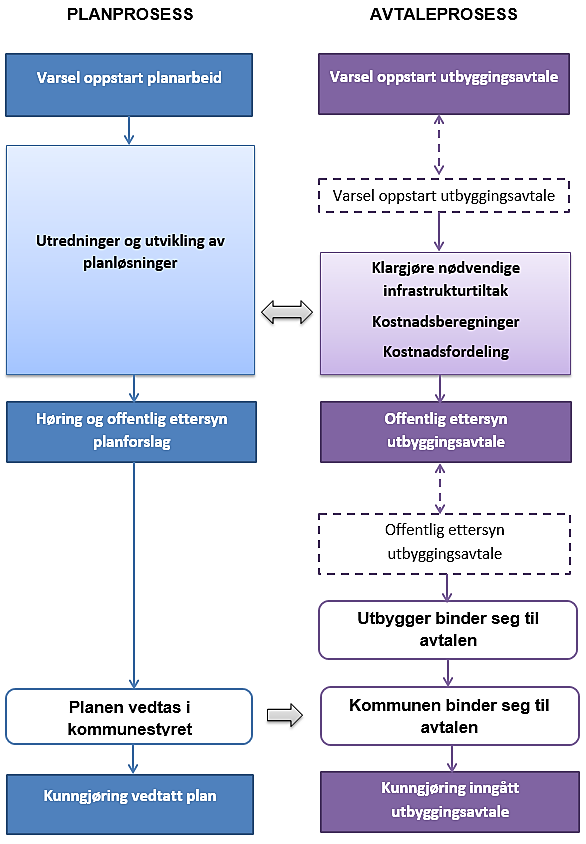 PLANPROSESS
Varsel oppstart planarbeid
Utredninger og utvikling av
planløsninger
Høring og offentlig ettersyn
planforslag
Planen vedtas i
kommunestyret
Kunngjøring vedtatt plan
AVTALEPROSESS
Varsel oppstart utbyggingsavtale
Varsel oppstart utbyggingsavtale
Klargjøre nødvendige
infrastrukturtiltak
Kostnadsberegninger
Kostnadsfordeling
Offentlig ettersyn
utbyggingsavtale
Offentlig ettersyn
utbyggingsavtale
Utbygger binder seg til
avtalen
Kommunen binder seg til
avtalen
Kunngjøring inngått
utbyggingsavtale